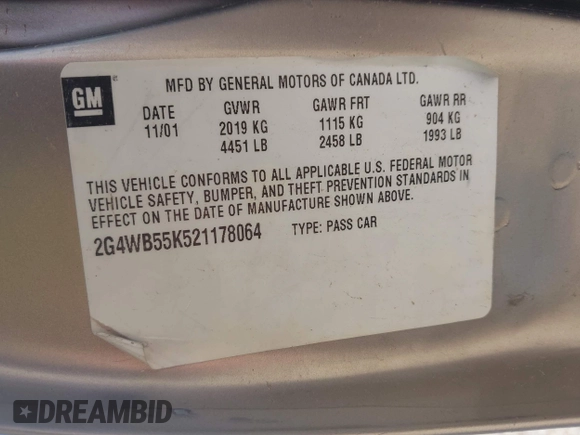 GM
MFD BY GENERAL MOTORS OF CANADA LTD.
DATE GVWR GAWR FRT GAWR RR
11/01 2019 KG 1115 KG 904 KG
4451 LB 2458 LB 1993 LB
THIS VEHICLE CONFORMS TO ALL APPLICABLE U.S. FEDERAL MOTOR
VEHICLE SAFETY, BUMPER, AND THEFT PREVENTION STANDARDS IN
EFFECT ON THE DATE OF MANUFACTURE SHOWN ABOVE.
2G4WB55K521178064 TYPE: PASS CAR
DREAMBID